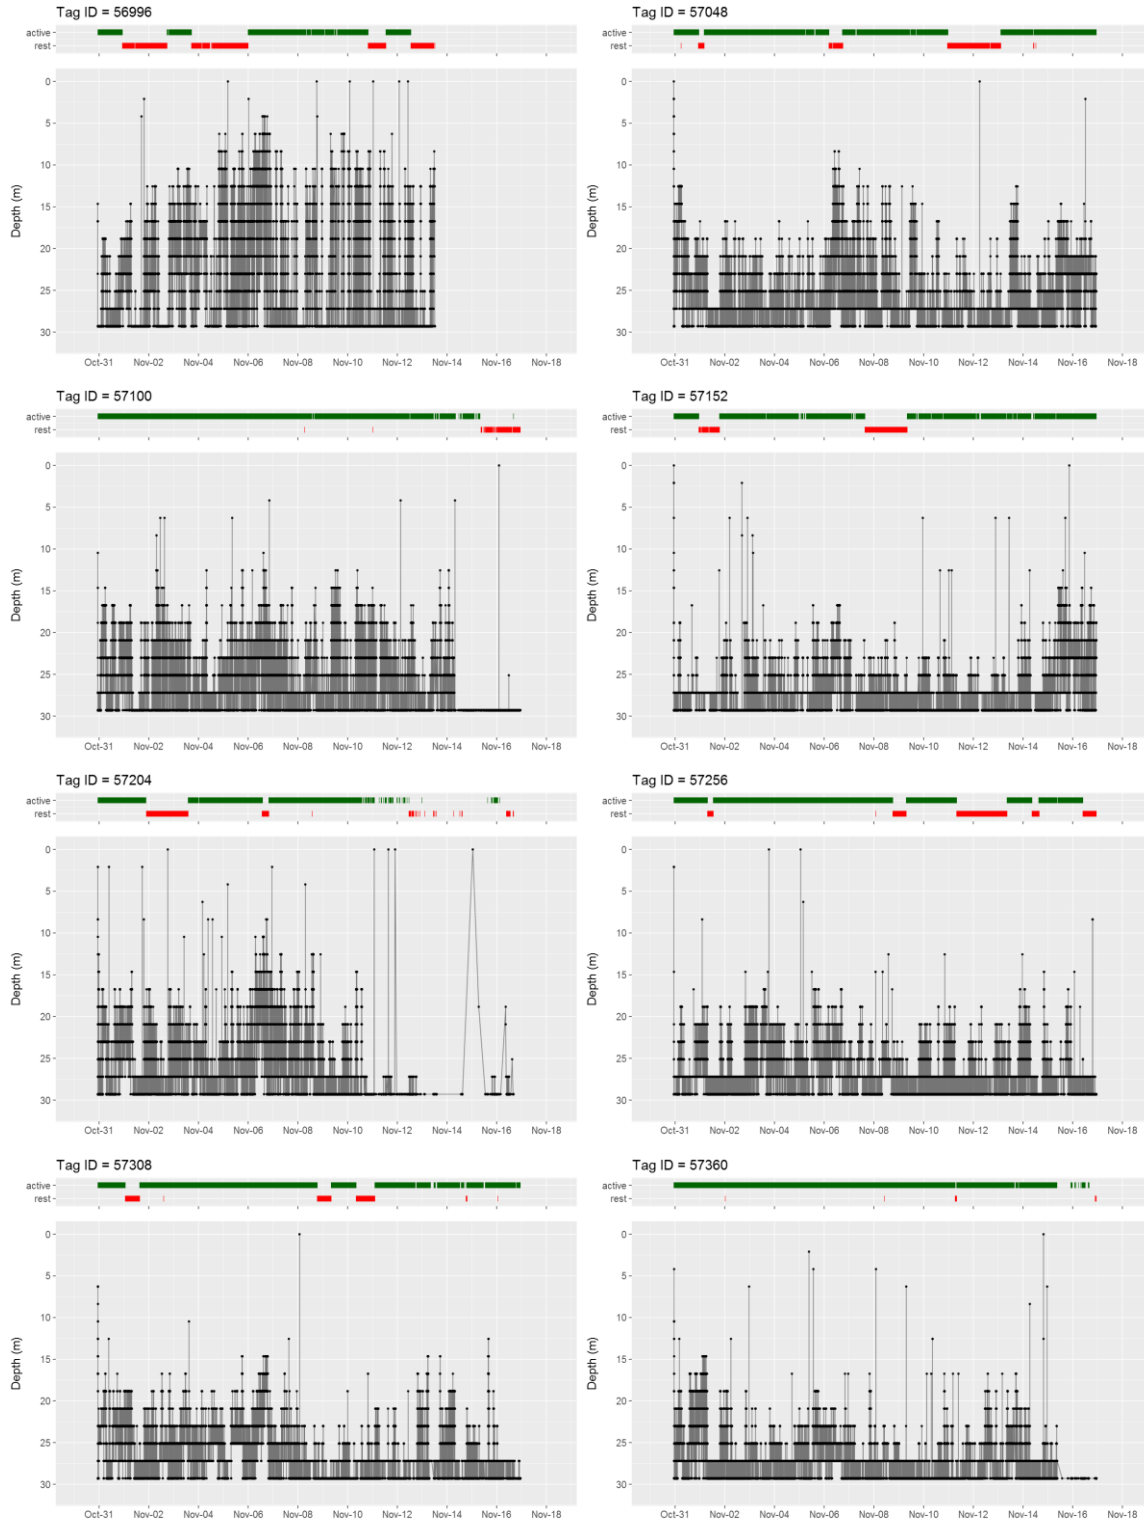 Tag ID = 56996
active
rest
0
5
10
15
20
25
30
Depth (m)
Oct-31 Nov-02 Nov-04 Nov-06 Nov-08 Nov-10 Nov-12 Nov-14 Nov-16 Nov-18
Tag ID = 57048
active
rest
0
5
10
15
20
25
30
Depth (m)
Oct-31 Nov-02 Nov-04 Nov-06 Nov-08 Nov-10 Nov-12 Nov-14 Nov-16 Nov-18
Tag ID = 57100
active
rest
0
5
10
15
20
25
30
Depth (m)
Oct-31 Nov-02 Nov-04 Nov-06 Nov-08 Nov-10 Nov-12 Nov-14 Nov-16 Nov-18
Tag ID = 57152
active
rest
0
5
10
15
20
25
30
Depth (m)
Oct-31 Nov-02 Nov-04 Nov-06 Nov-08 Nov-10 Nov-12 Nov-14 Nov-16 Nov-18
Tag ID = 57204
active
rest
0
5
10
15
20
25
30
Depth (m)
Oct-31 Nov-02 Nov-04 Nov-06 Nov-08 Nov-10 Nov-12 Nov-14 Nov-16 Nov-18
Tag ID = 57256
active
rest
0
5
10
15
20
25
30
Depth (m)
Oct-31 Nov-02 Nov-04 Nov-06 Nov-08 Nov-10 Nov-12 Nov-14 Nov-16 Nov-18
Tag ID = 57308
active
rest
0
5
10
15
20
25
30
Depth (m)
Oct-31 Nov-02 Nov-04 Nov-06 Nov-08 Nov-10 Nov-12 Nov-14 Nov-16 Nov-18
Tag ID = 57360
active
rest
0
5
10
15
20
25
30
Depth (m)
Oct-31 Nov-02 Nov-04 Nov-06 Nov-08 Nov-10 Nov-12 Nov-14 Nov-16 Nov-18